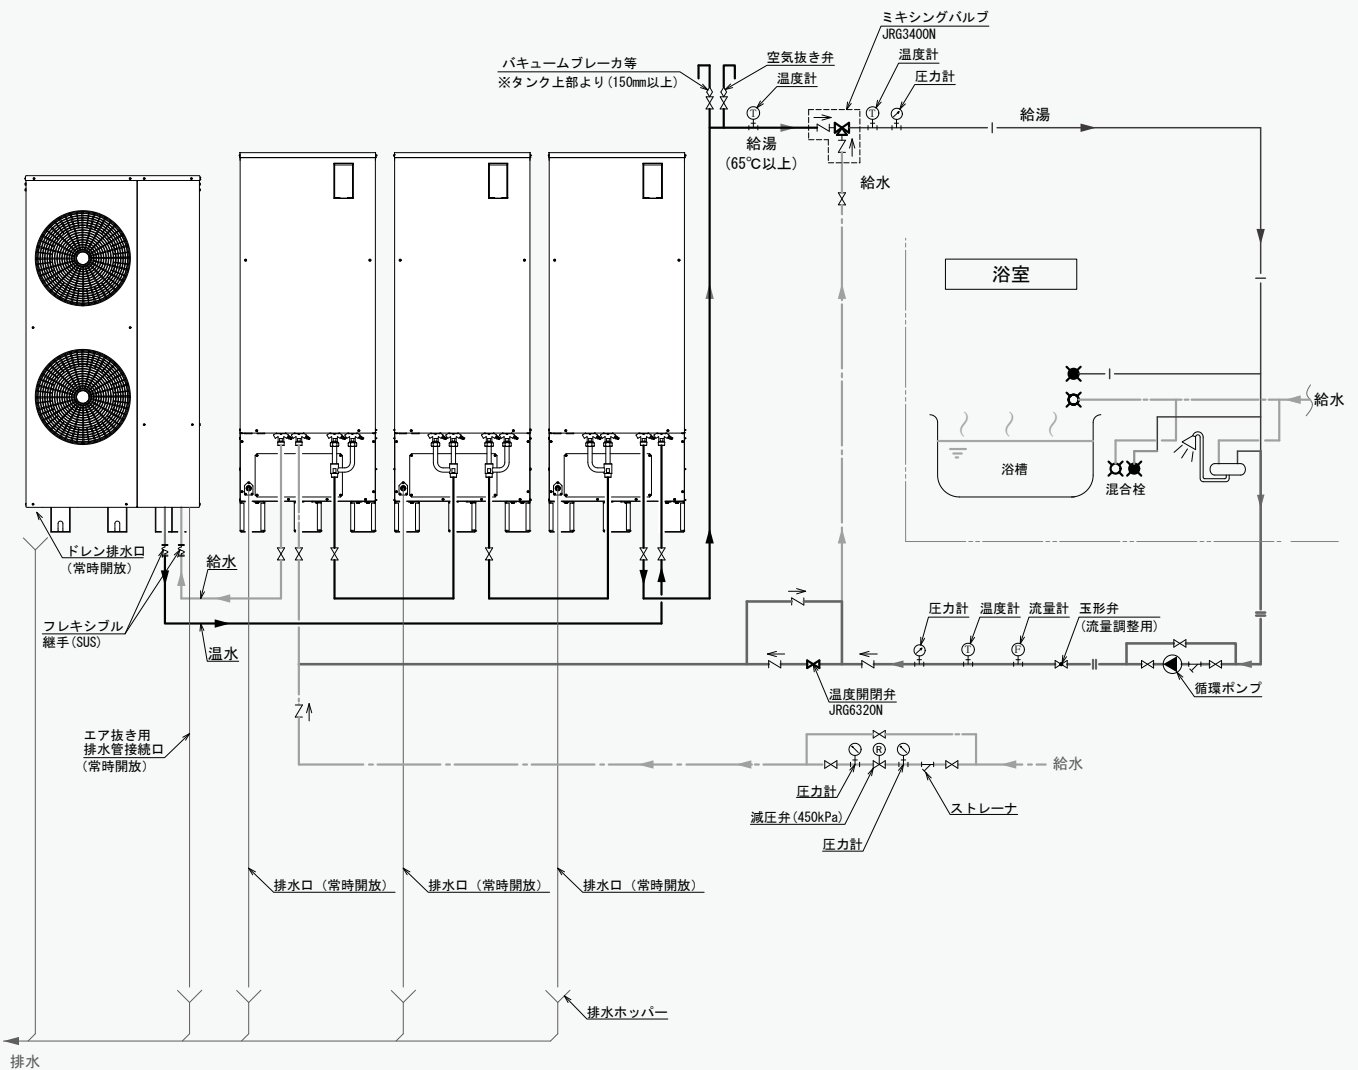 ミキシングバルブ
JRG3400N
バキュームブレーカ等
※タンク上部より(150mm以上)
空気抜き弁
温度計
温度計
圧力計
給湯
(65℃以上)
給湯
給水
浴室
給水
浴槽
混合栓
ドレン排水口
(常時開放)
給水
フレキシブル
継手(SUS)
温水
圧力計
温度計
流量計
玉形弁
(流量調整用)
循環ポンプ
温度開閉弁
JRG6320N
エア抜き用
排水管接続口
(常時開放)
給水
圧力計
減圧弁(450kPa)
圧力計
ストレーナ
排水口(常時開放)
排水口(常時開放)
排水口(常時開放)
排水ホッパー
排水
T
T
T
F
R